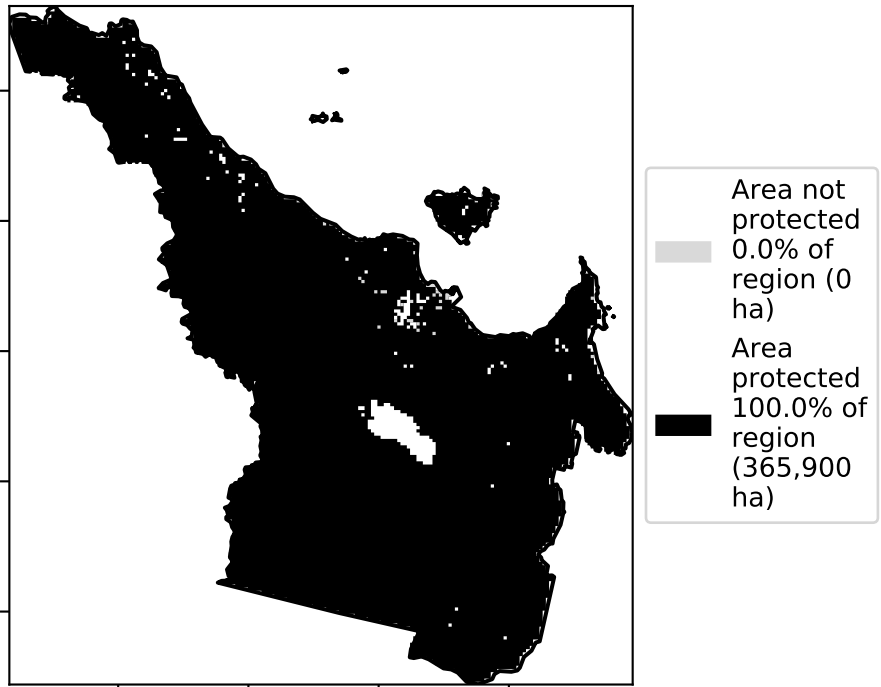 Area not
protected
0.0% of
region (0
ha)
Area
protected
100.0% of
region
(365,900
ha)